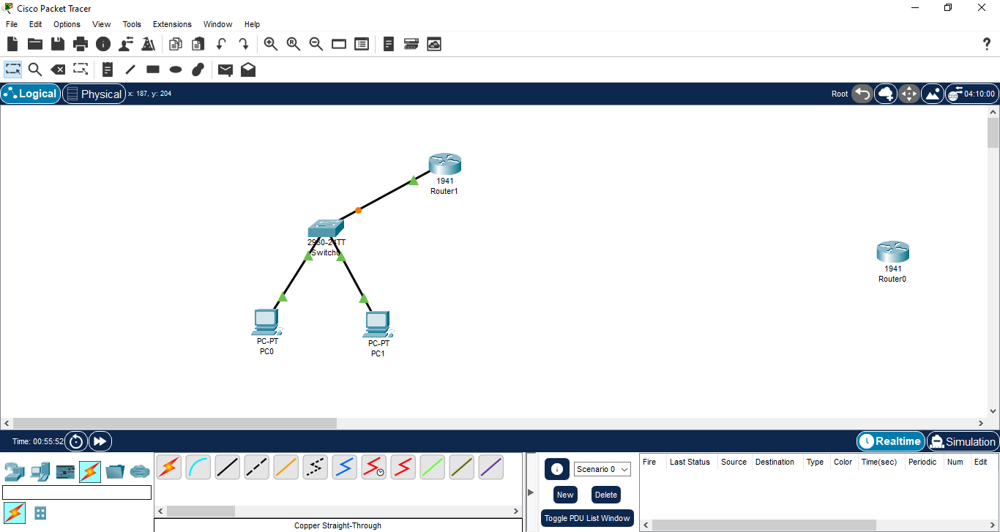 Cisco Packet Tracer
File Edit Options View Tools Extensions Window Help
Logical Physical x: 187, y: 204 Root 04:10:00
1941
Router1
2950-24TT
Switch0
1941
Router0
PC-PT
PC0
PC-PT
PC1
Time: 00:55:52 Realtime Simulation
Scenario 0
New Delete
Toggle PDU List Window
Fire Last Status Source Destination Type Color Time(sec) Periodic Num Edit
Copper Straight-Through